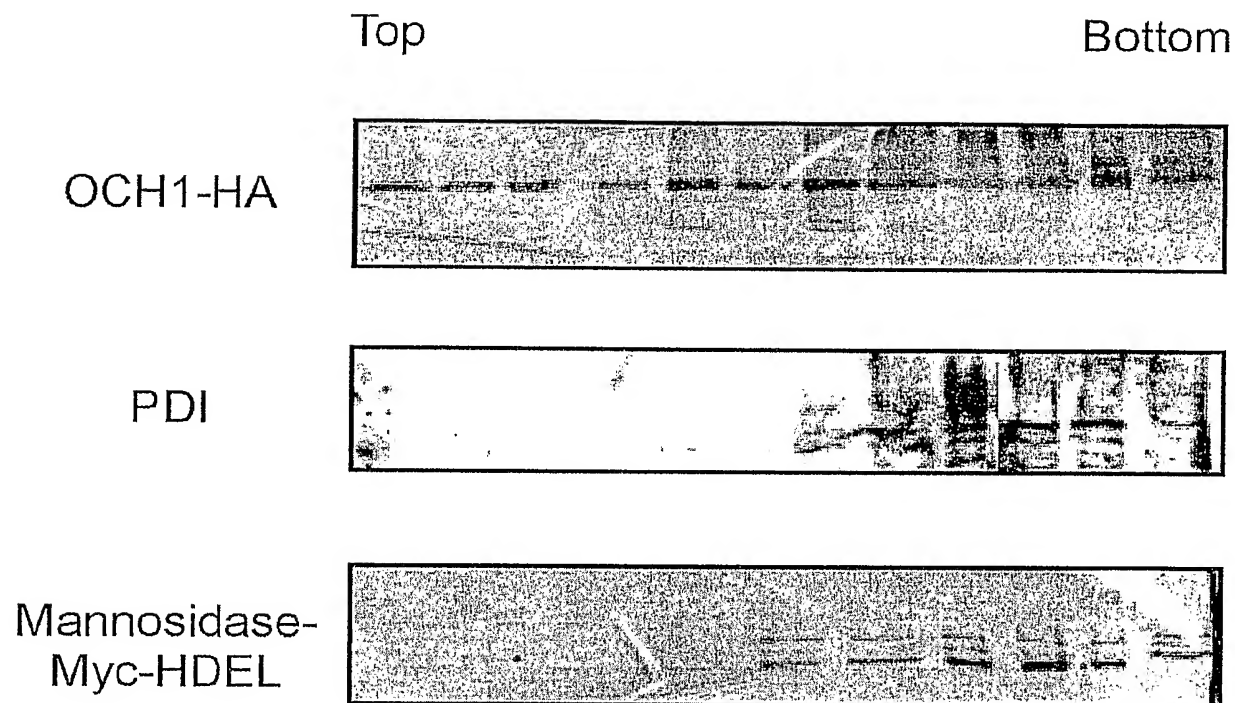 Top
Bottom
OCH1-HA
PDI
Mannosidase-
Myc-HDEL